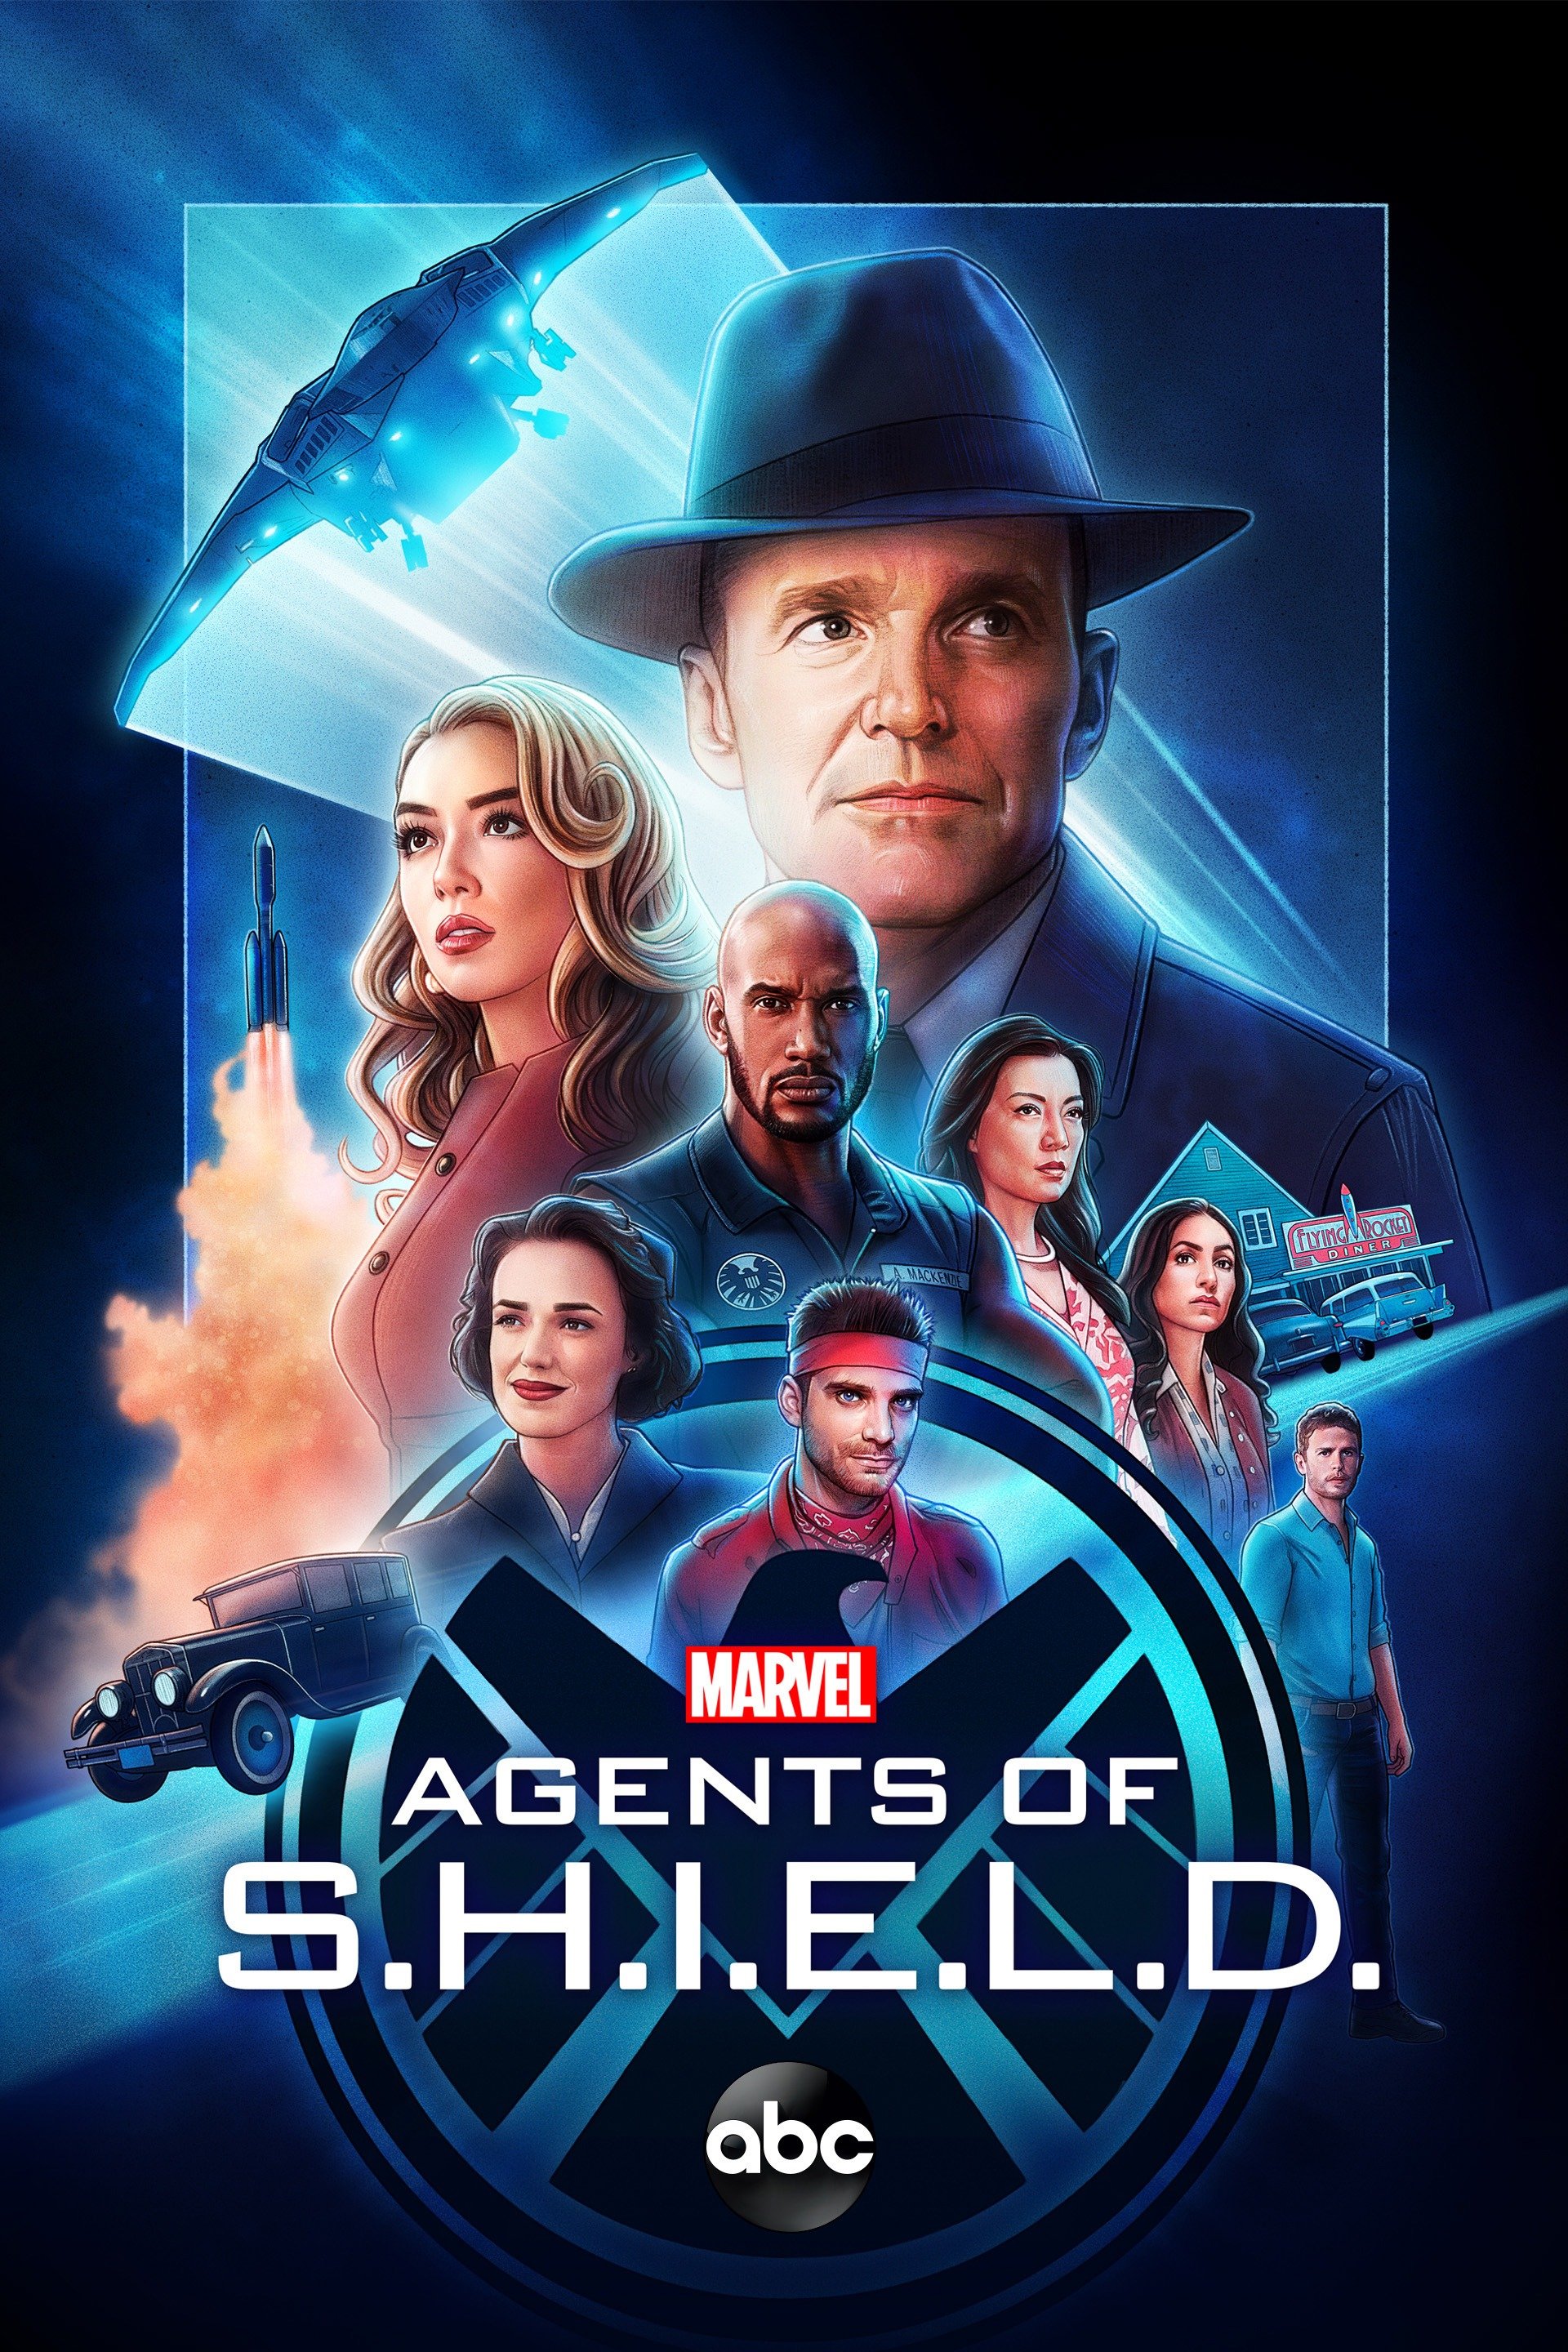 A. MACKENZIE
FLYING ROCKET
DINER
MARVEL
AGENTS OF
S.H.I.E.L.D.
abc